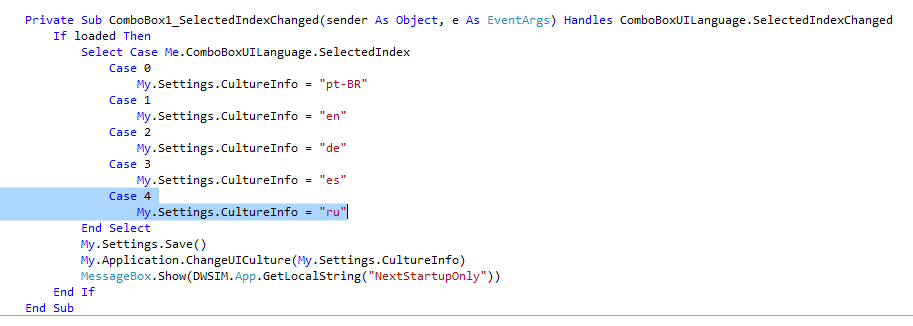 Private Sub ComboBox1_SelectedIndexChanged(sender As Object, e As EventArgs) Handles ComboBoxUILanguage.SelectedIndexChanged
If loaded Then
Select Case Me.ComboBoxUILanguage.SelectedIndex
Case 0
My.Settings.CultureInfo = "pt-BR"
Case 1
My.Settings.CultureInfo = "en"
Case 2
My.Settings.CultureInfo = "de"
Case 3
My.Settings.CultureInfo = "es"
Case 4
My.Settings.CultureInfo = "ru"
End Select
My.Settings.Save()
My.Application.ChangeUICulture(My.Settings.CultureInfo)
MessageBox.Show(DWSIM.App.GetLocalString("NextStartupOnly"))
End If
End Sub